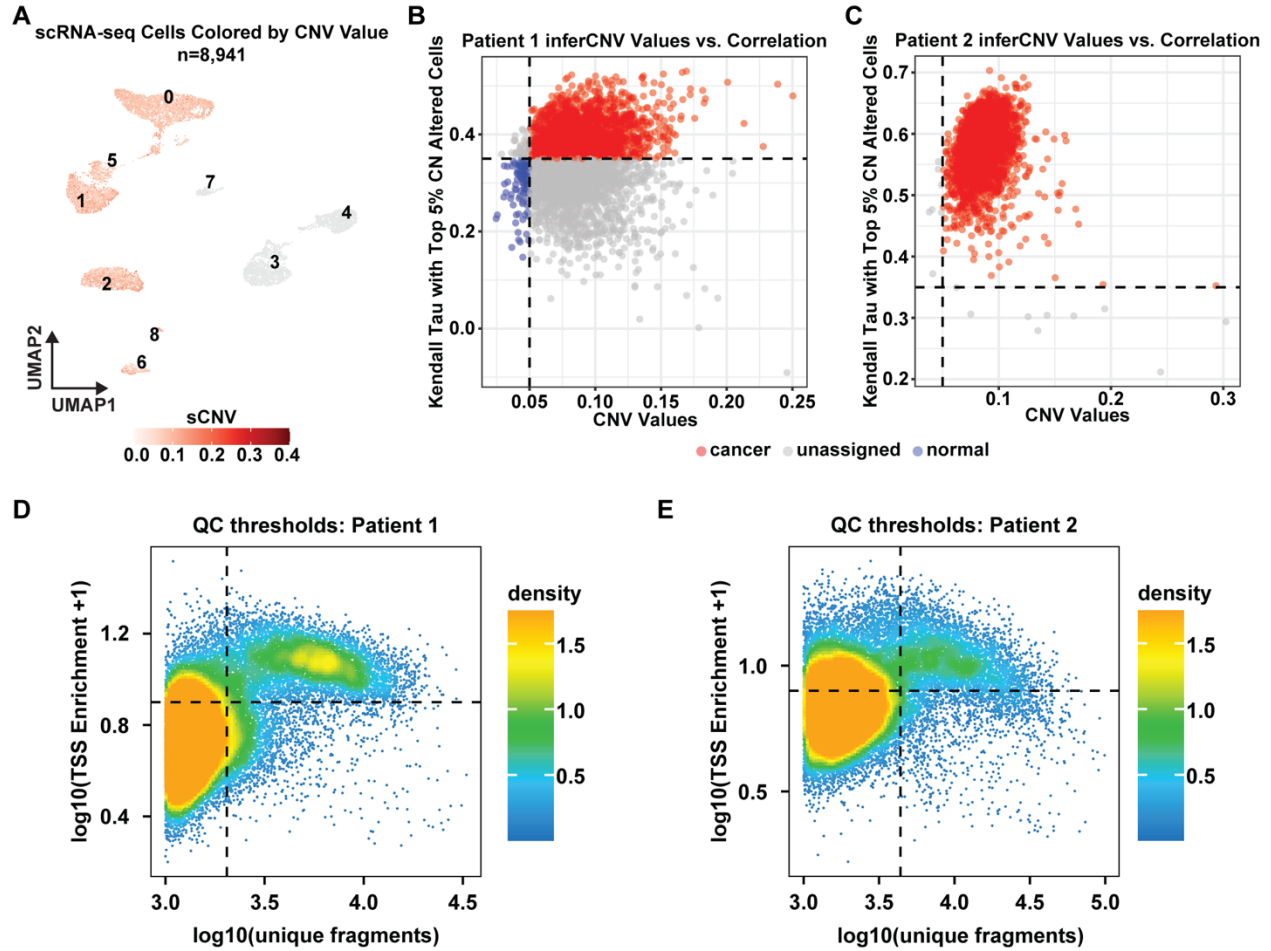 A
scRNA-seq Cells Colored by CNV Value
n=8,941
0
5
1
7
4
3
2
8
6
UMAP2
UMAP1
sCNV
0.0 0.1 0.2 0.3 0.4
B
Patient 1 inferCNV Values vs. Correlation
Kendall Tau with Top 5% CN Altered Cells
0.4
0.2
0.0
0.05 0.10 0.15 0.20 0.25
CNV Values
C
Patient 2 inferCNV Values vs. Correlation
Kendall Tau with Top 5% CN Altered Cells
0.7
0.6
0.5
0.4
0.3
0.2
0.1 0.2 0.3
CNV Values
cancer unassigned normal
D
QC thresholds: Patient 1
log10(TSS Enrichment +1)
1.2
0.8
0.4
3.0 3.5 4.0 4.5
log10(unique fragments)
density
1.5
1.0
0.5
E
QC thresholds: Patient 2
log10(TSS Enrichment +1)
1.0
0.5
3.0 3.5 4.0 4.5 5.0
log10(unique fragments)
density
1.5
1.0
0.5